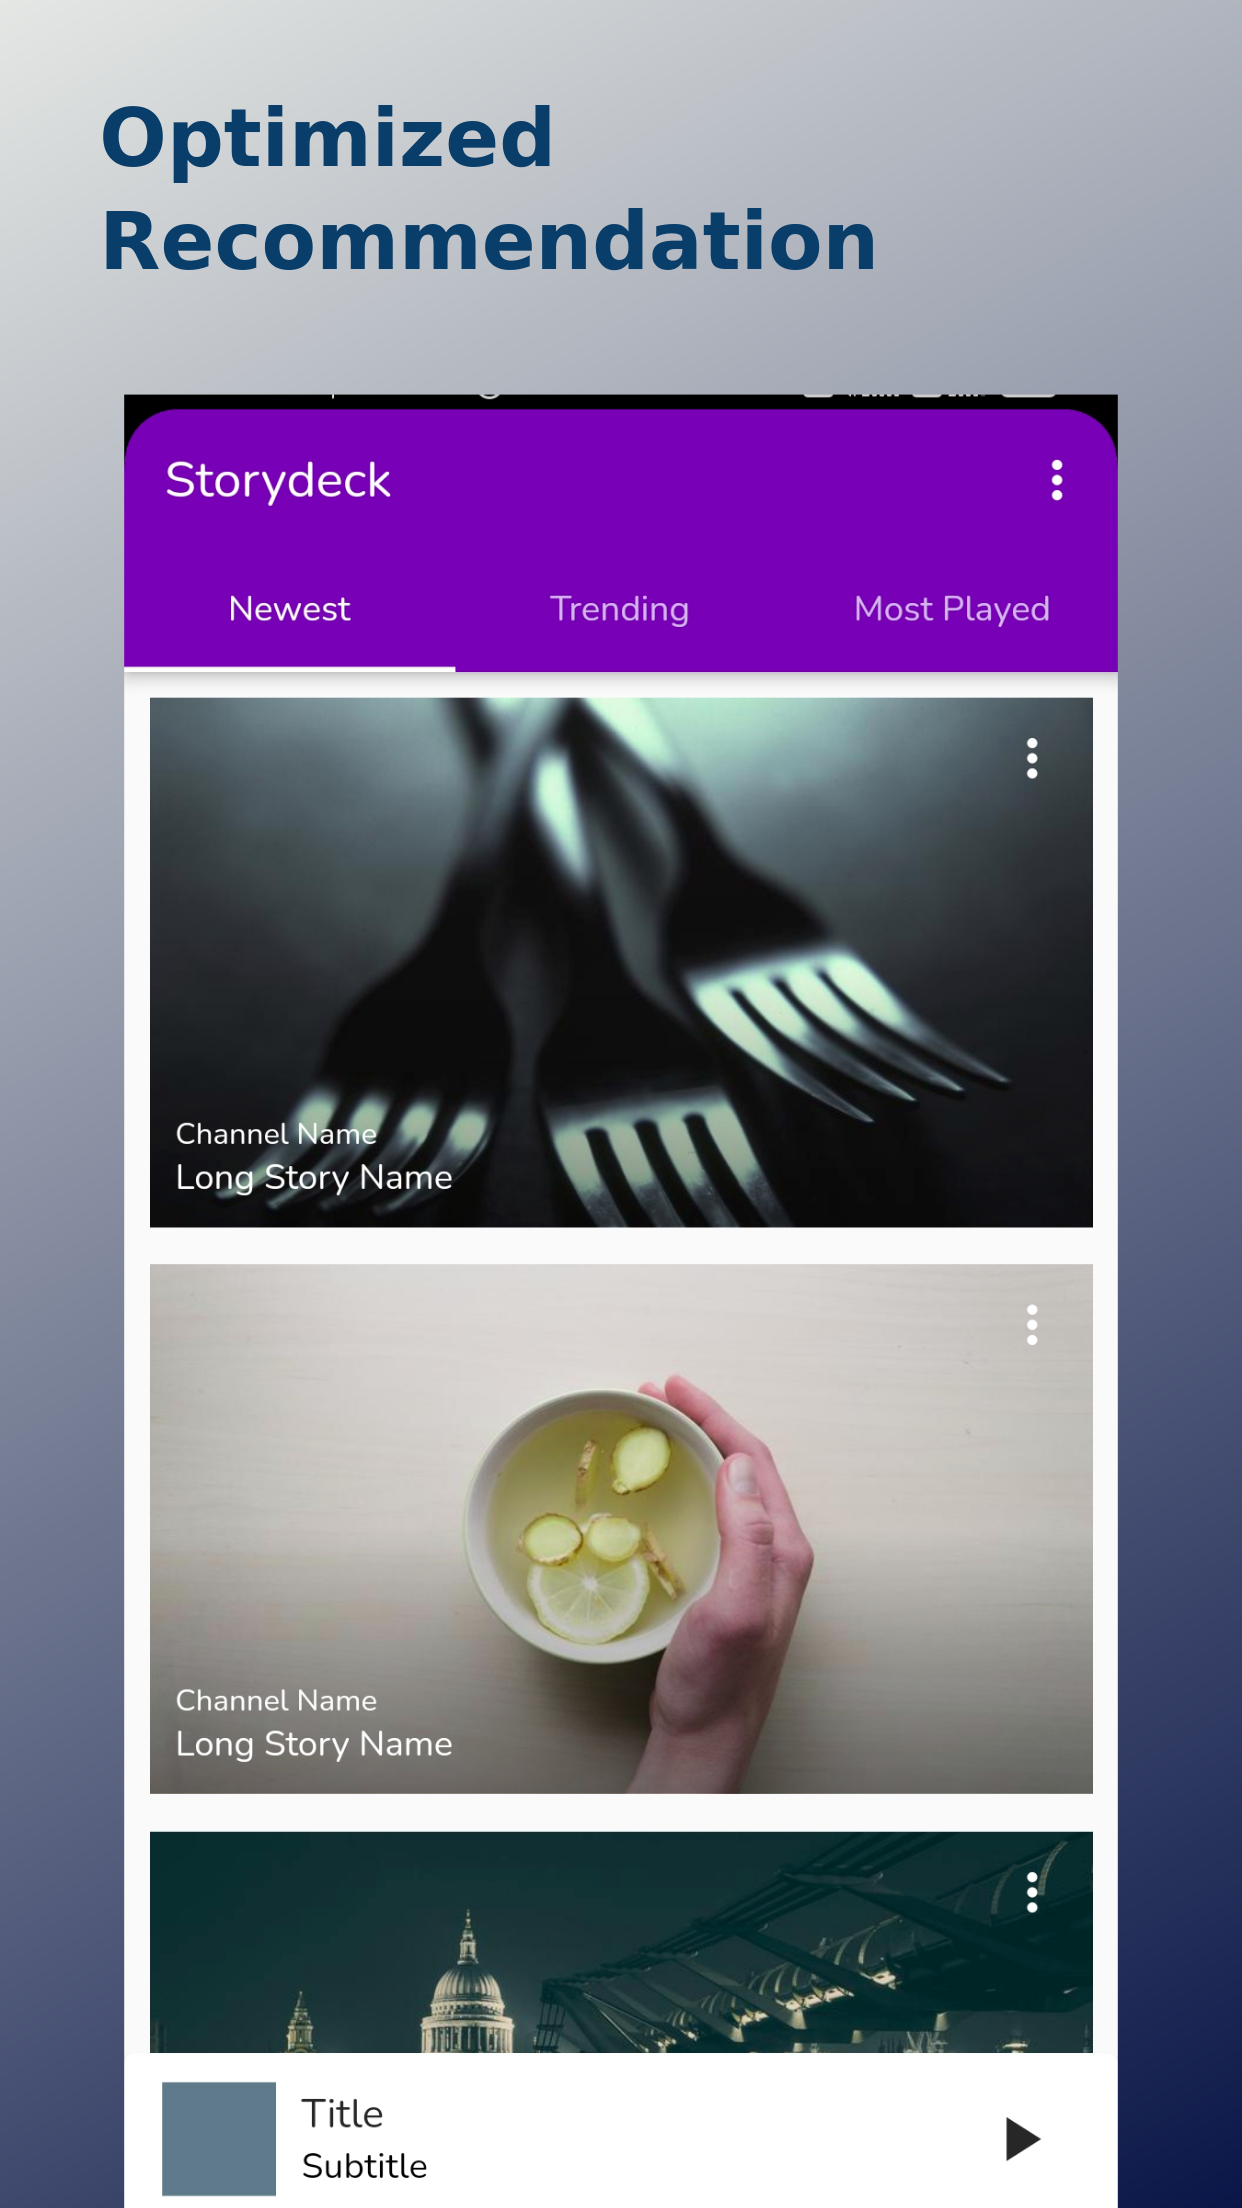 Optimized
Recommendation
Storydeck
Newest Trending Most Played
Channel Name
Long Story Name
Channel Name
Long Story Name
Title
Subtitle